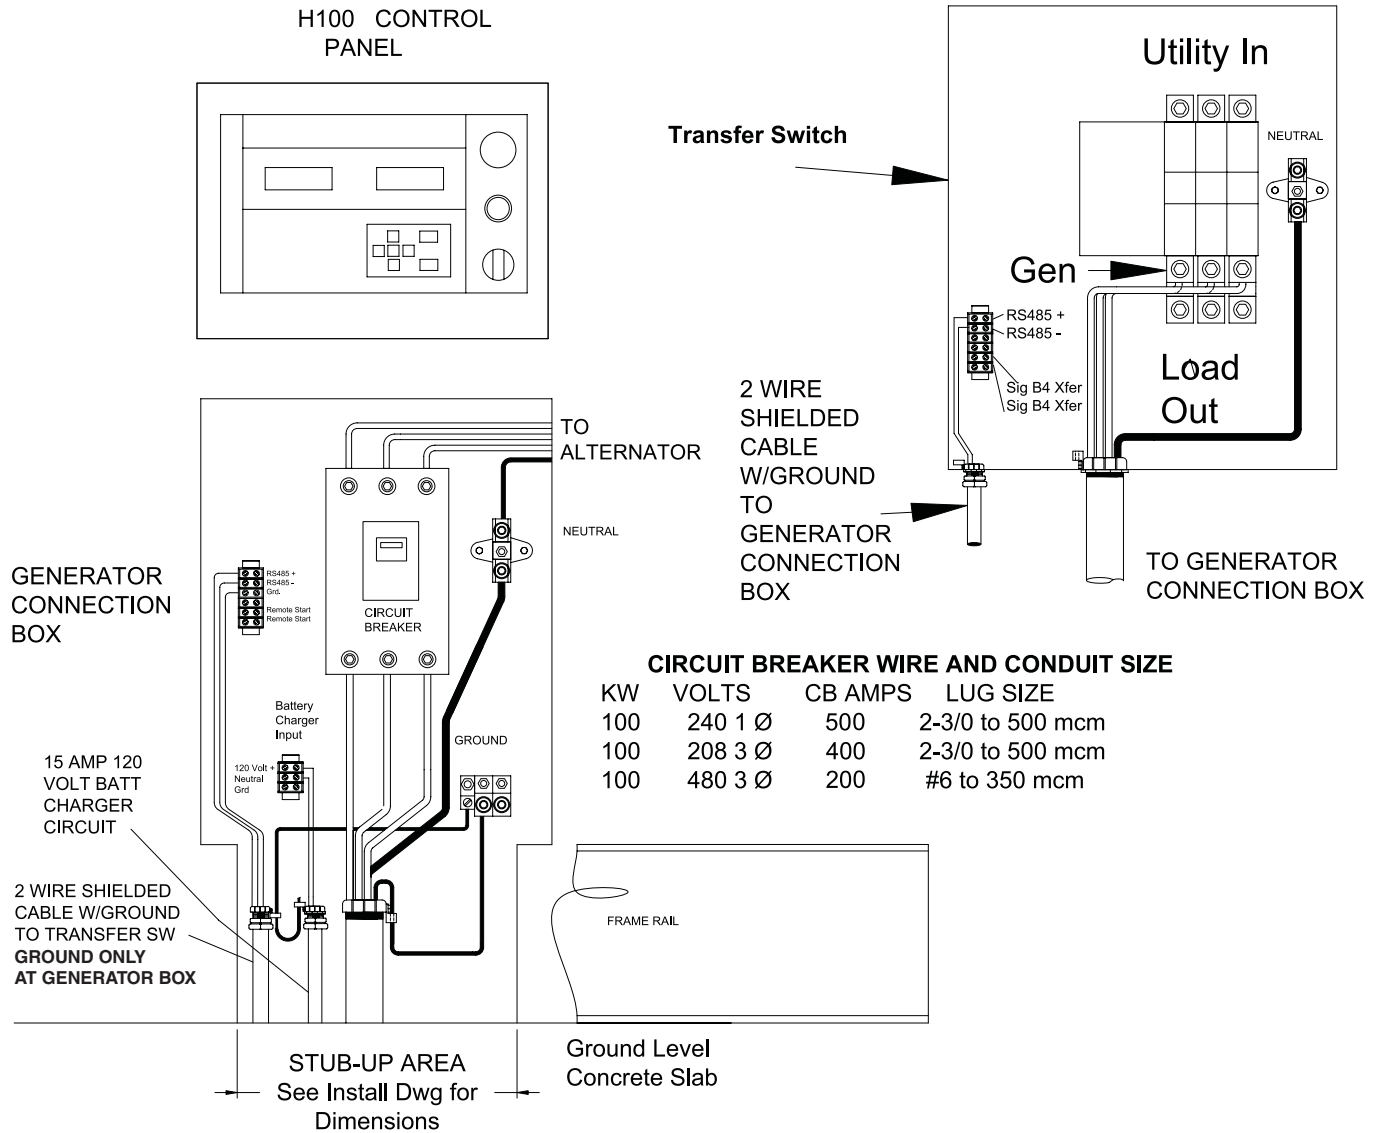 H100 CONTROL
PANEL
Utility In
Transfer Switch
NEUTRAL
Gen
RS485 +
RS485 -
Sig B4 Xfer
Sig B4 Xfer
Load
Out
2 WIRE
SHIELDED
CABLE
W/GROUND
TO
GENERATOR
CONNECTION
BOX
TO GENERATOR
CONNECTION BOX
TO
ALTERNATOR
NEUTRAL
GENERATOR
CONNECTION
BOX
RS485 +
RS485 -
Grd.
Remote Start
Remote Start
CIRCUIT
BREAKER
CIRCUIT BREAKER WIRE AND CONDUIT SIZE
KW VOLTS CB AMPS LUG SIZE
100 240 1 Ø 500 2-3/0 to 500 mcm
100 208 3 Ø 400 2-3/0 to 500 mcm
100 480 3 Ø 200 #6 to 350 mcm
Battery
Charger
Input
GROUND
120 Volt +
Neutral
Grd
15 AMP 120
VOLT BATT
CHARGER
CIRCUIT
2 WIRE SHIELDED
CABLE W/GROUND
TO TRANSFER SW
GROUND ONLY
AT GENERATOR BOX
FRAME RAIL
STUB-UP AREA
See Install Dwg for
Dimensions
Ground Level
Concrete Slab